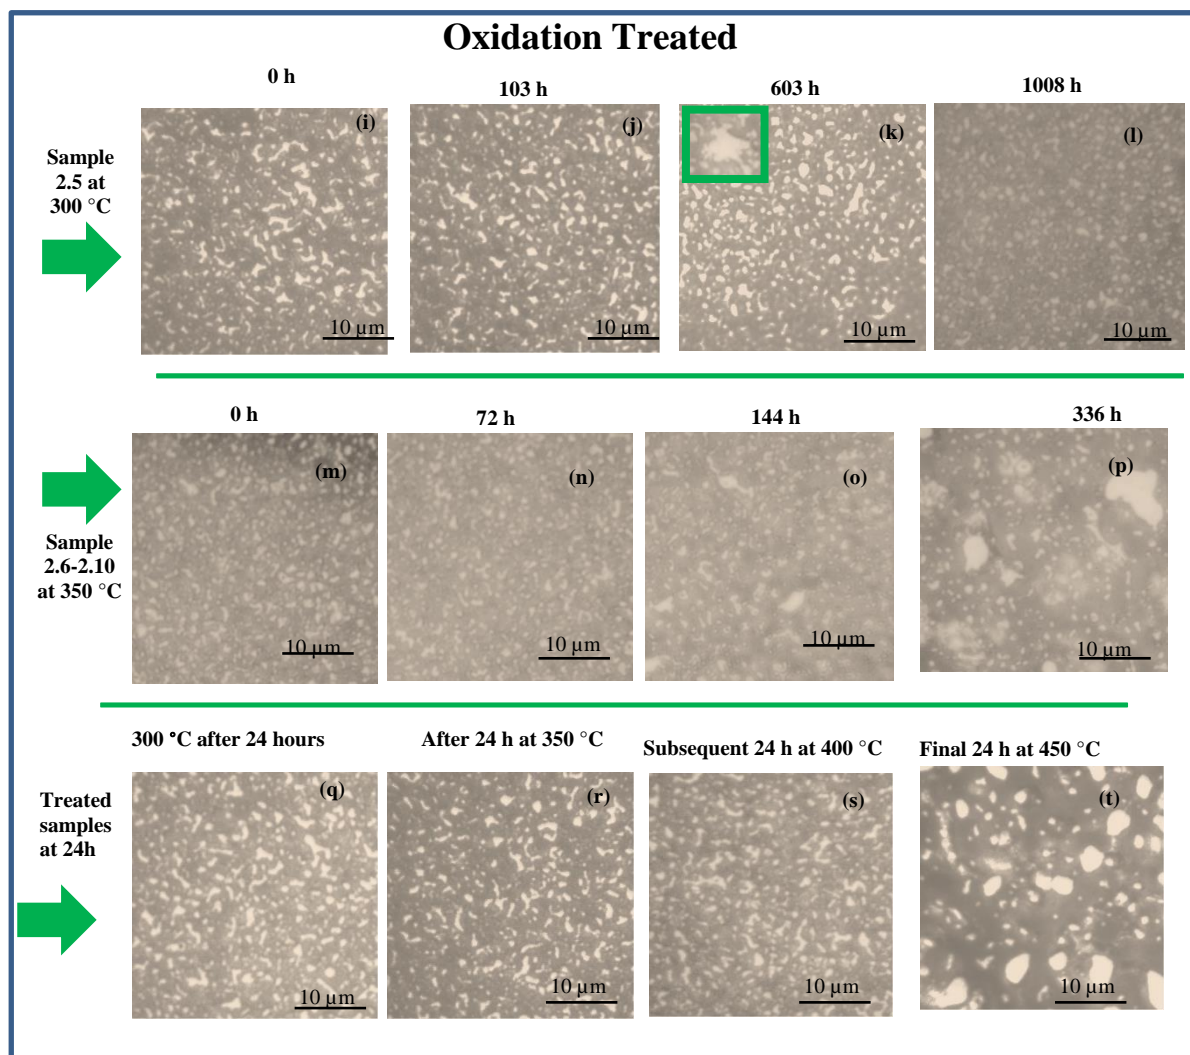 Oxidation Treated
0 h
103 h
603 h
1008 h
Sample
2.5 at
300 °C
(i)
(j)
(k)
(l)
10 µm
10 µm
10 µm
10 µm
0 h
72 h
144 h
336 h
(m)
(n)
(o)
(p)
Sample
2.6-2.10
at 350 °C
10 µm
10 µm
10 µm
10 µm
300 °C after 24 hours
After 24 h at 350 °C
Subsequent 24 h at 400 °C
Final 24 h at 450 °C
Treated
samples
at 24h
(q)
(r)
(s)
(t)
10 µm
10 µm
10 µm
10 µm